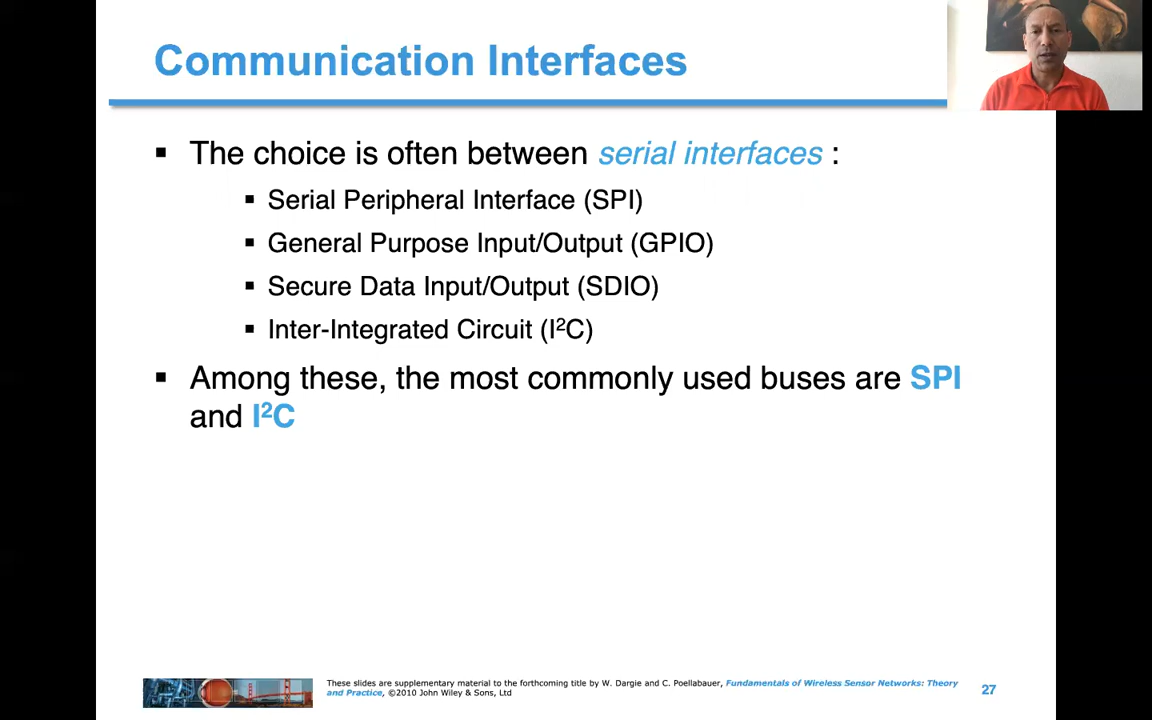 Communication Interfaces
▪ The choice is often between serial interfaces :
▪ Serial Peripheral Interface (SPI)
▪ General Purpose Input/Output (GPIO)
▪ Secure Data Input/Output (SDIO)
▪ Inter-Integrated Circuit (I²C)
▪ Among these, the most commonly used buses are SPI
and I²C
These slides are supplementary material to the forthcoming title by W. Dargie and C. Poellabauer, Fundamentals of Wireless Sensor Networks: Theory
and Practice, ©2010 John Wiley & Sons, Ltd
27